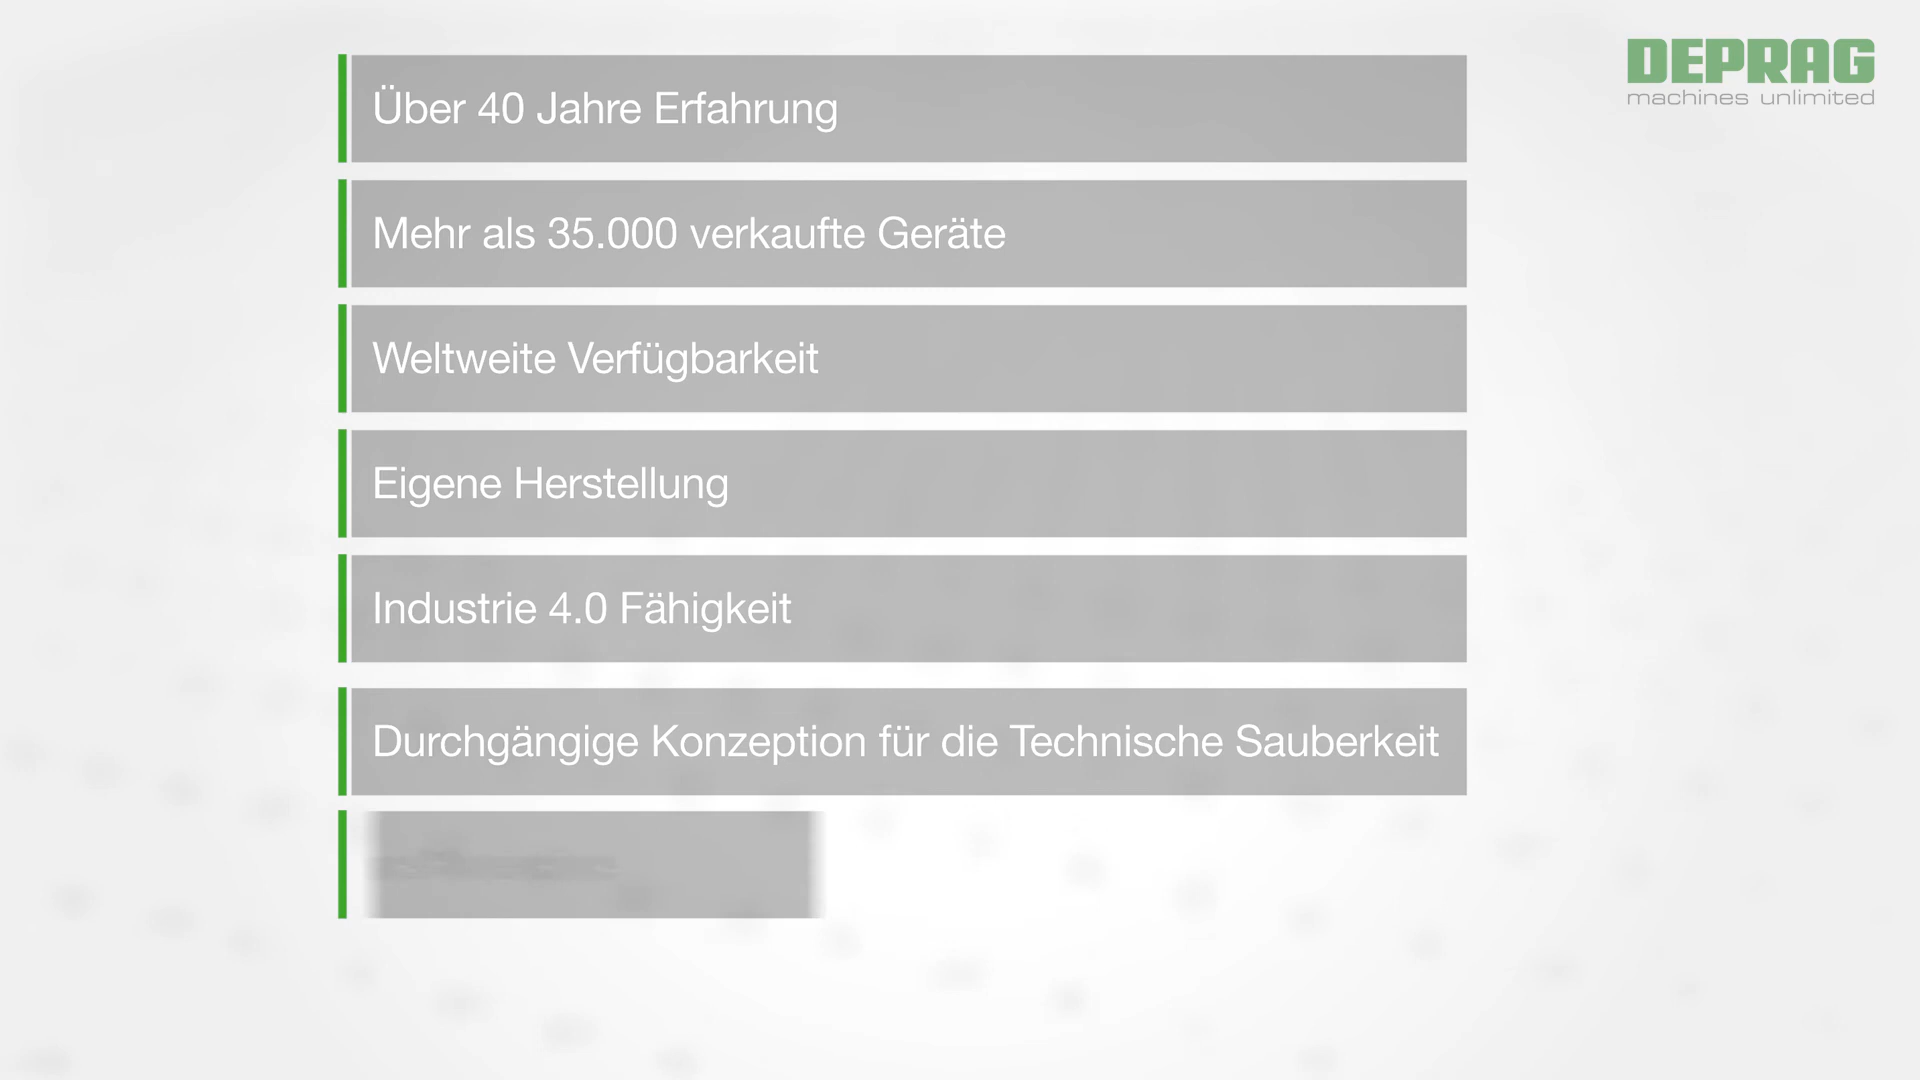 DEPRAG
machines unlimited
Über 40 Jahre Erfahrung
Mehr als 35.000 verkaufte Geräte
Weltweite Verfügbarkeit
Eigene Herstellung
Industrie 4.0 Fähigkeit
Durchgängige Konzeption für die Technische Sauberkeit